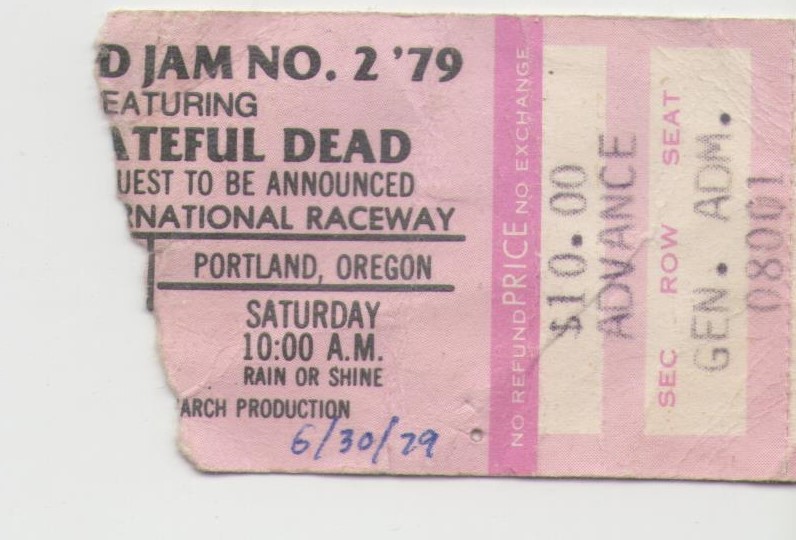 D JAM NO. 2 '79
EATURING
ATEFUL DEAD
UEST TO BE ANNOUNCED
RNATIONAL RACEWAY
PORTLAND, OREGON
SATURDAY
10:00 A.M.
RAIN OR SHINE
ARCH PRODUCTION
6/30/79
NO REFUND PRICE NO EXCHANGE
$10.00
ADVANCE
SEC ROW SEAT
GEN. ADM.
08001